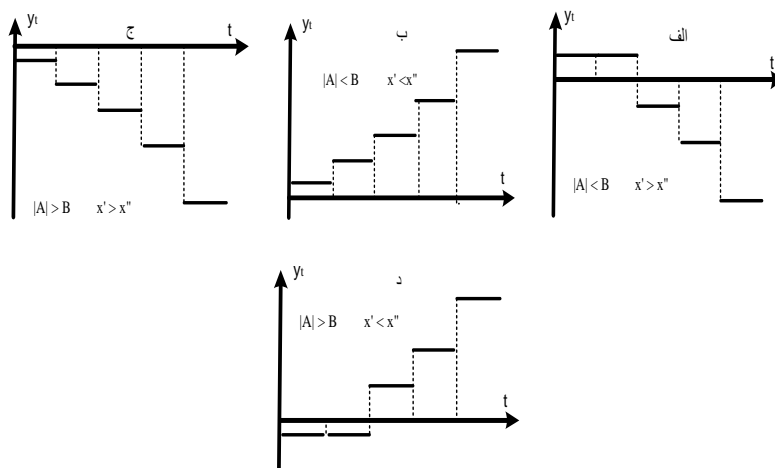 الف
yt
t
|A| < B x' > x"
ب
yt
|A| < B x' < x"
t
ج
yt
t
|A| > B x' > x"
د
yt
|A| > B x' < x"
t